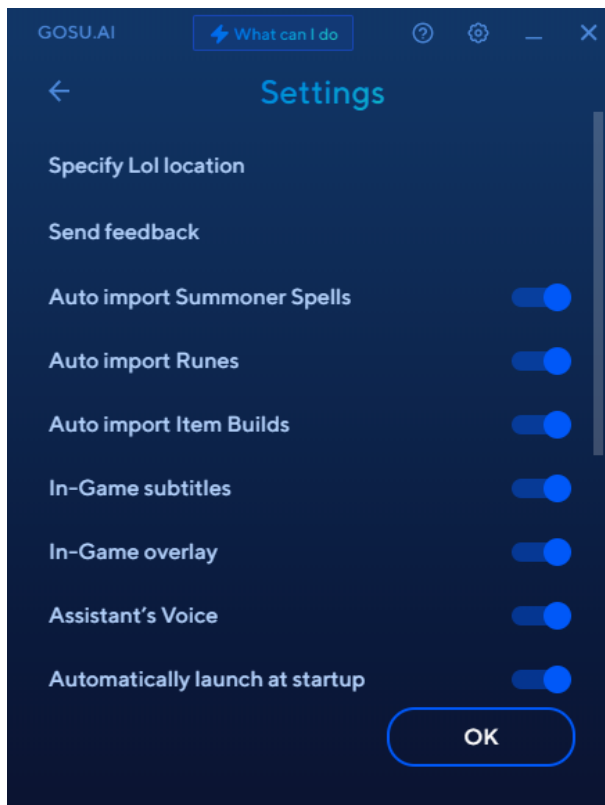 GOSU.AI
What can I do
Settings
Specify Lol location
Send feedback
Auto import Summoner Spells
Auto import Runes
Auto import Item Builds
In-Game subtitles
In-Game overlay
Assistant's Voice
Automatically launch at startup
OK